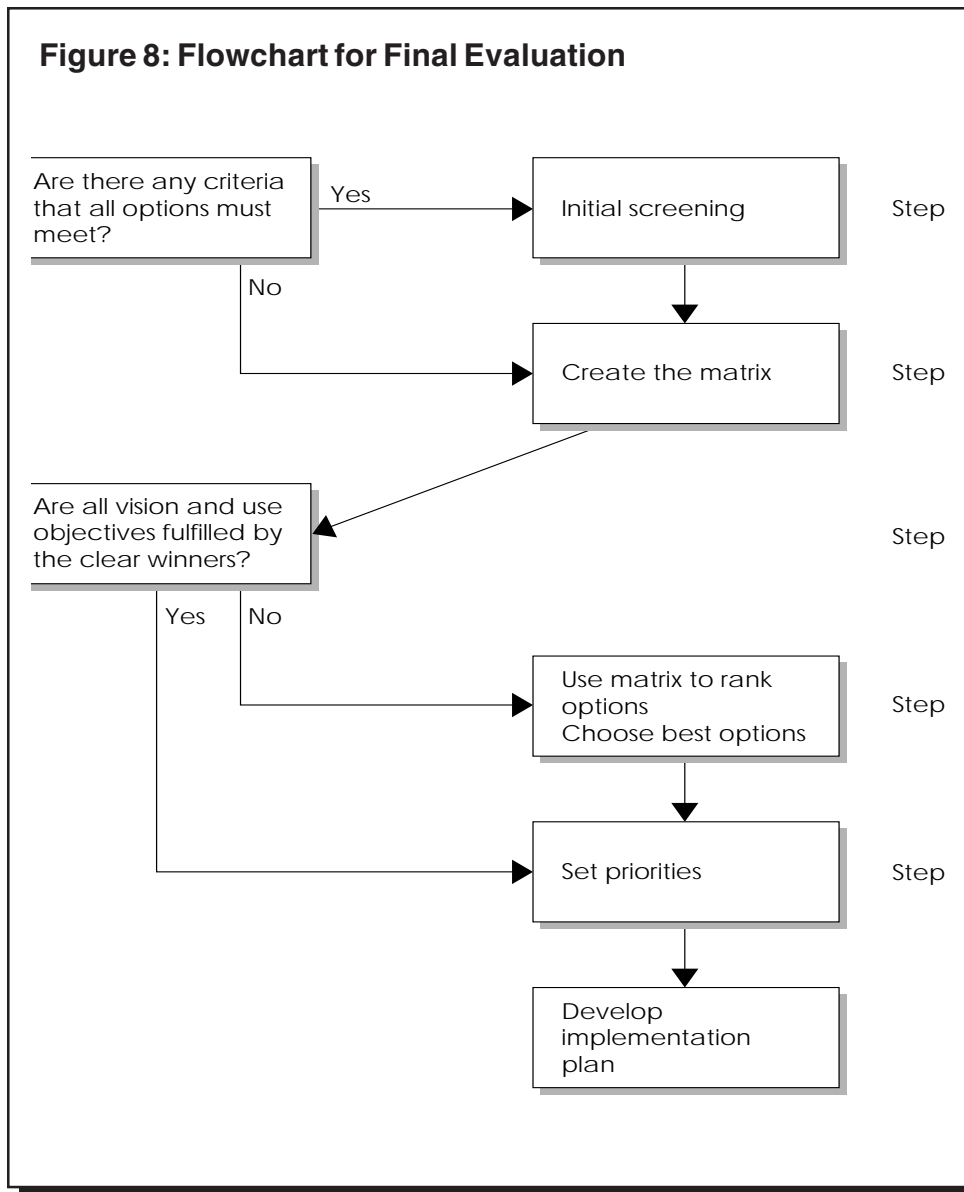 Figure 8: Flowchart for Final Evaluation
Are there any criteria
that all options must
meet?
Yes
Initial screening
Step
No
Create the matrix
Step
Are all vision and use
objectives fulfilled by
the clear winners?
Step
Yes
No
Use matrix to rank
options
Choose best options
Step
Set priorities
Step
Develop
implementation
plan